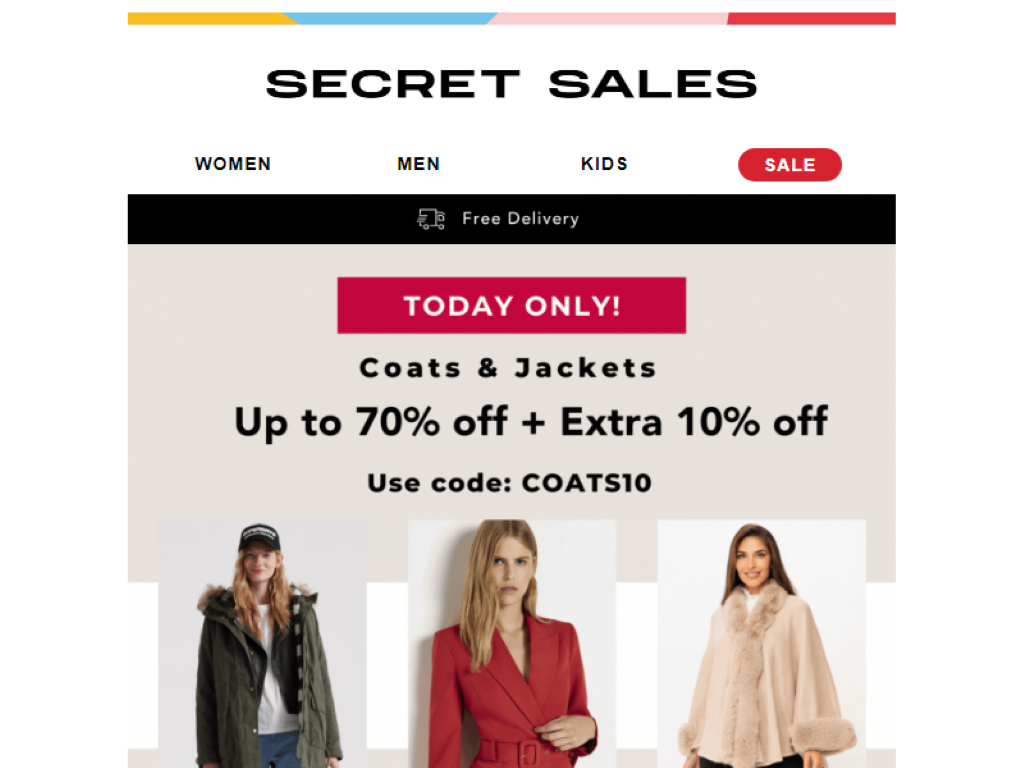 SECRET SALES
WOMEN MEN KIDS SALE
Free Delivery
TODAY ONLY!
Coats & Jackets
Up to 70% off + Extra 10% off
Use code: COATS10